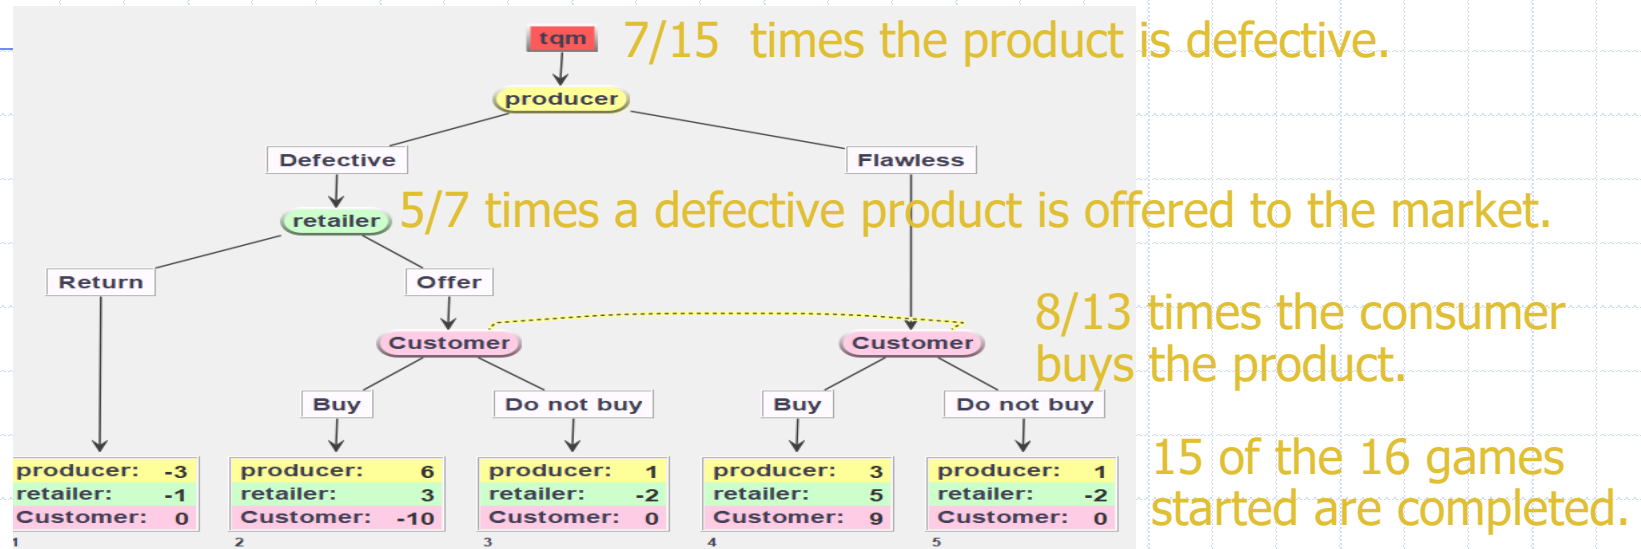 tqm 7/15 times the product is defective.
producer
Defective Flawless
retailer 5/7 times a defective product is offered to the market.
Return Offer
8/13 times the consumer
buys the product.
Customer Customer
Buy Do not buy Buy Do not buy
15 of the 16 games
started are completed.
producer: -3 producer: 6 producer: 1 producer: 3 producer: 1
retailer: -1 retailer: 3 retailer: -2 retailer: 5 retailer: -2
Customer: 0 Customer: -10 Customer: 0 Customer: 9 Customer: 0
1 2 3 4 5